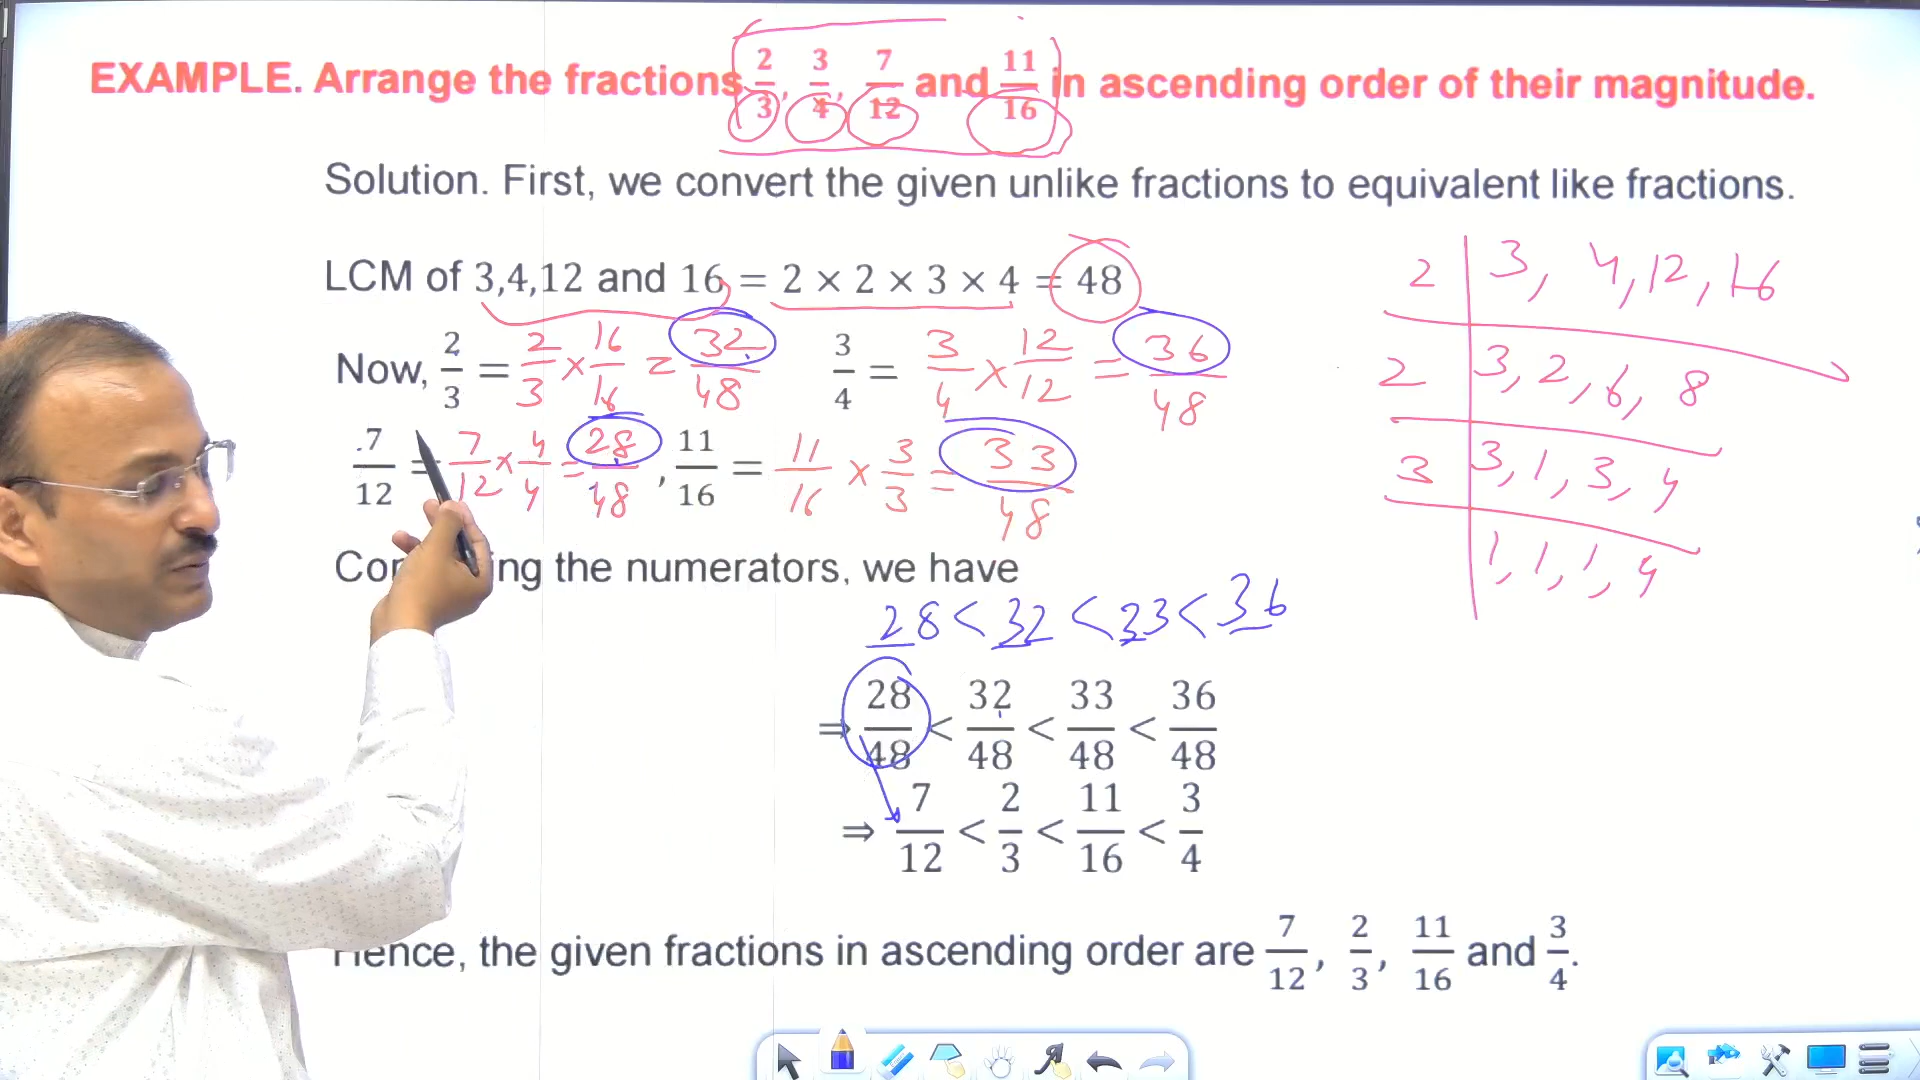 EXAMPLE. Arrange the fractions 2/3, 3/4, 7/12 and 11/16 in ascending order of their magnitude.
Solution. First, we convert the given unlike fractions to equivalent like fractions.
LCM of 3,4,12 and 16 = 2 × 2 × 3 × 4 = 48
Now, 2/3 = 2/3 × 16/16 = 32/48 3/4 = 3/4 × 12/12 = 36/48
7/12 = 7/12 × 4/4 = 28/48 , 11/16 = 11/16 × 3/3 = 33/48
2 | 3, 4, 12, 16
2 | 3, 2, 6, 8
3 | 3, 1, 3, 4
1, 1, 1, 4
ing the numerators, we have
28 < 32 < 33 < 36
⇒ 28/48 < 32/48 < 33/48 < 36/48
⇒ 7/12 < 2/3 < 11/16 < 3/4
Hence, the given fractions in ascending order are 7/12, 2/3, 11/16 and 3/4.